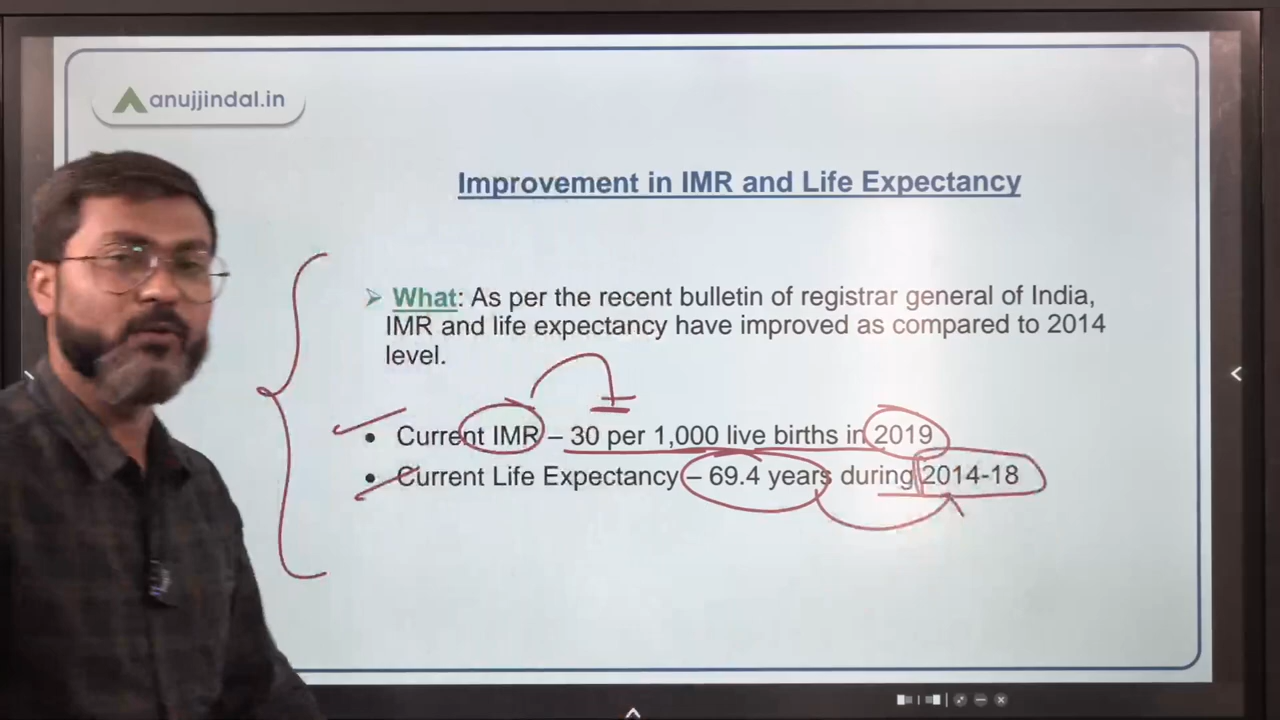 anujjindal.in
Improvement in IMR and Life Expectancy
➢ What: As per the recent bulletin of registrar general of India,
IMR and life expectancy have improved as compared to 2014
level.
• Current IMR – 30 per 1,000 live births in 2019
• Current Life Expectancy – 69.4 years during 2014-18